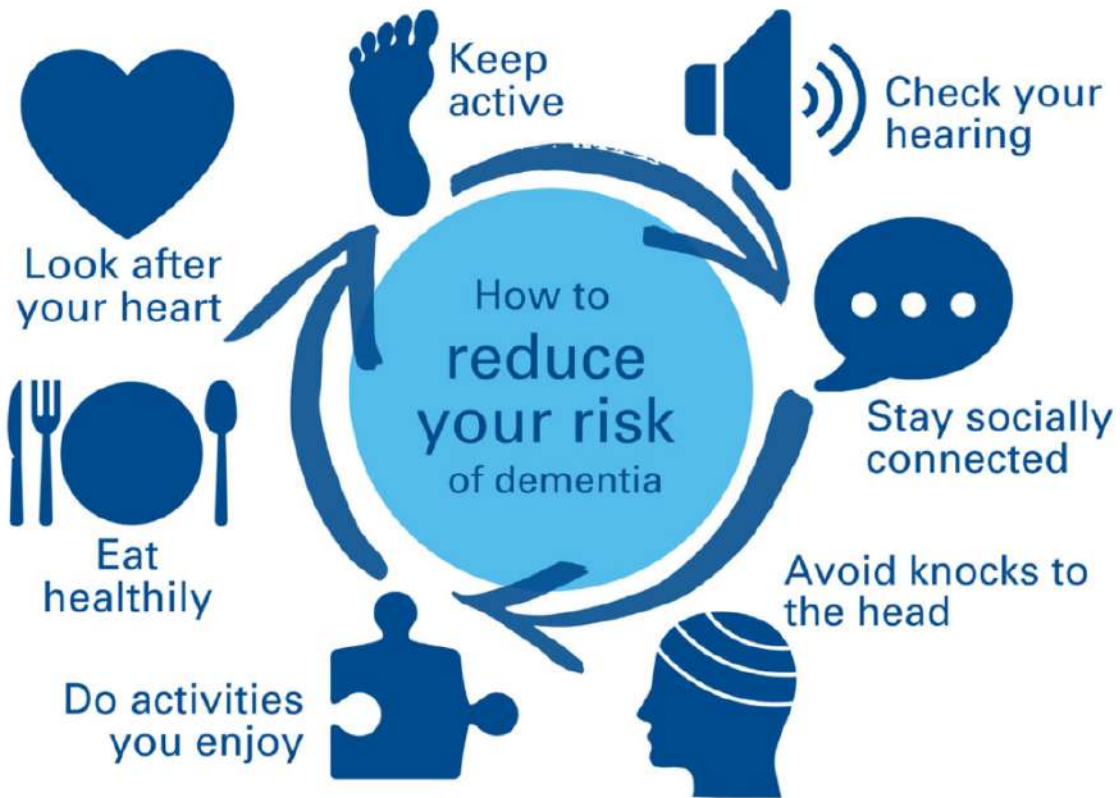 How to
reduce
your risk
of dementia
Keep
active
Check your
hearing
Stay socially
connected
Avoid knocks to
the head
Do activities
you enjoy
Eat
healthily
Look after
your heart